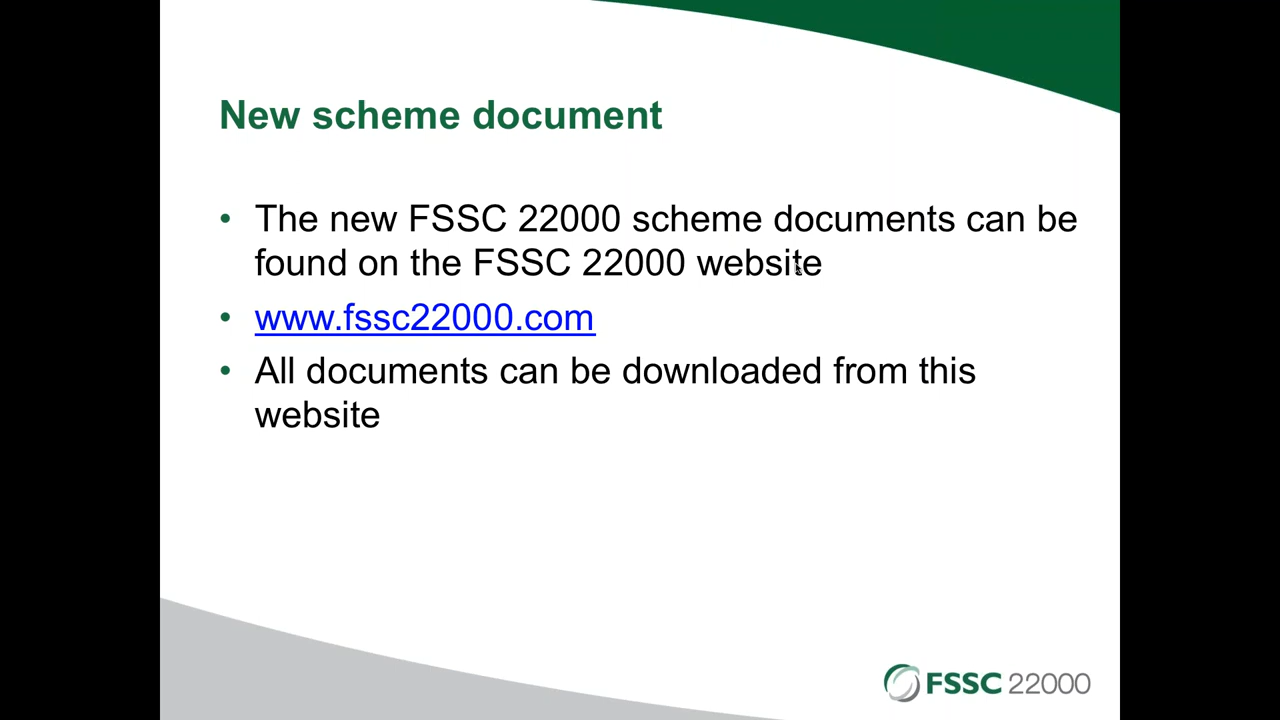 New scheme document
• The new FSSC 22000 scheme documents can be
found on the FSSC 22000 website
• www.fssc22000.com
• All documents can be downloaded from this
website
FSSC 22000